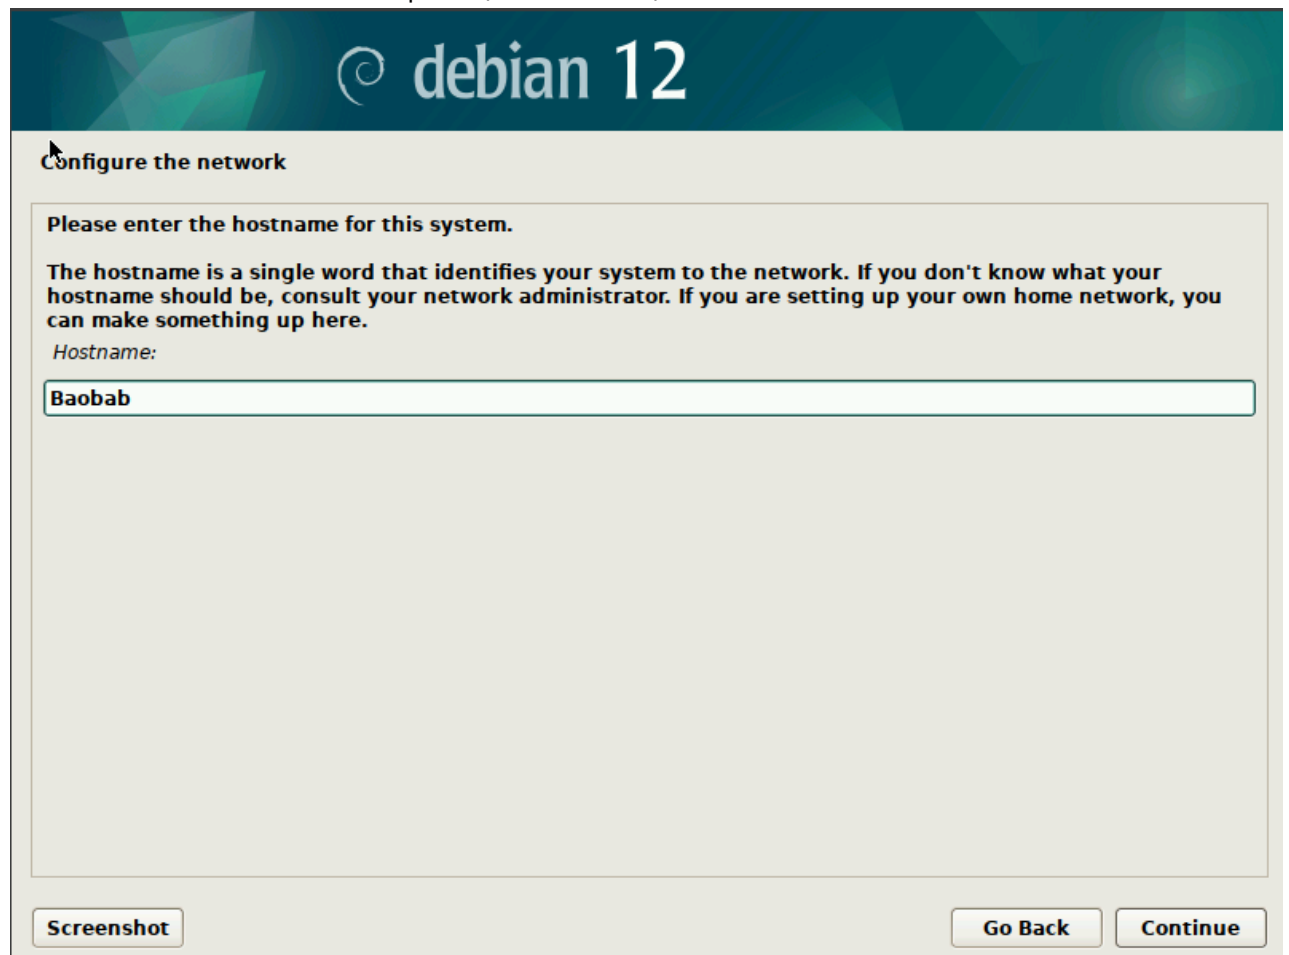 debian 12
Configure the network
Please enter the hostname for this system.
The hostname is a single word that identifies your system to the network. If you don't know what your
hostname should be, consult your network administrator. If you are setting up your own home network, you
can make something up here.
Hostname:
Baobab
Screenshot
Go Back
Continue